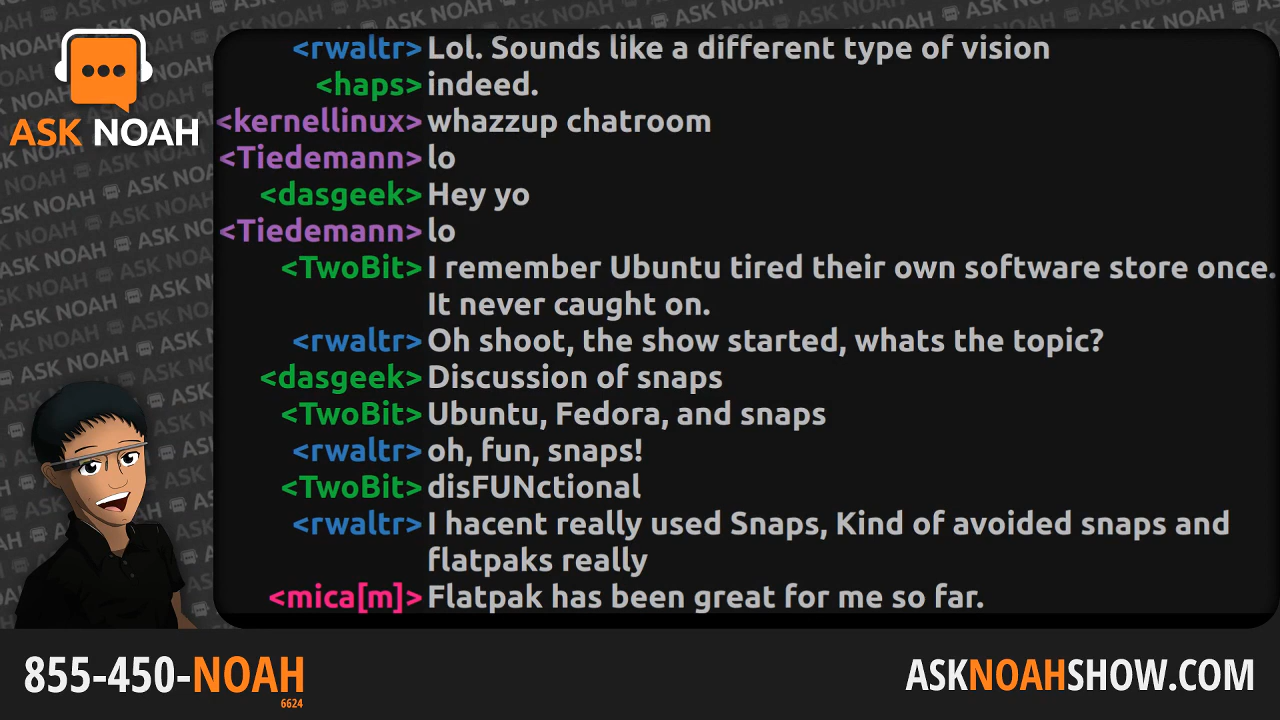 ASK NOAH
<rwaltr> Lol. Sounds like a different type of vision
<haps> indeed.
<kernellinux> whazzup chatroom
<Tiedemann> lo
<dasgeek> Hey yo
<Tiedemann> lo
<TwoBit> I remember Ubuntu tired their own software store once.
It never caught on.
<rwaltr> Oh shoot, the show started, whats the topic?
<dasgeek> Discussion of snaps
<TwoBit> Ubuntu, Fedora, and snaps
<rwaltr> oh, fun, snaps!
<TwoBit> disFUNctional
<rwaltr> I hacent really used Snaps, Kind of avoided snaps and
flatpaks really
<mica[m]> Flatpak has been great for me so far.
855-450-NOAH
6624
ASKNOAHSHOW.COM